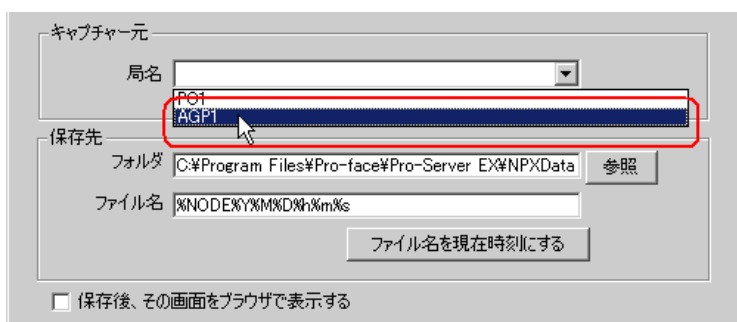 キャプチャー元
局名
PO1
AGP1
保存先
フォルダ C:¥Program Files¥Pro-face¥Pro-Server EX¥NPXData 参照
ファイル名 %NODE%Y%M%D%h%m%s
ファイル名を現在時刻にする
保存後、その画面をブラウザで表示する